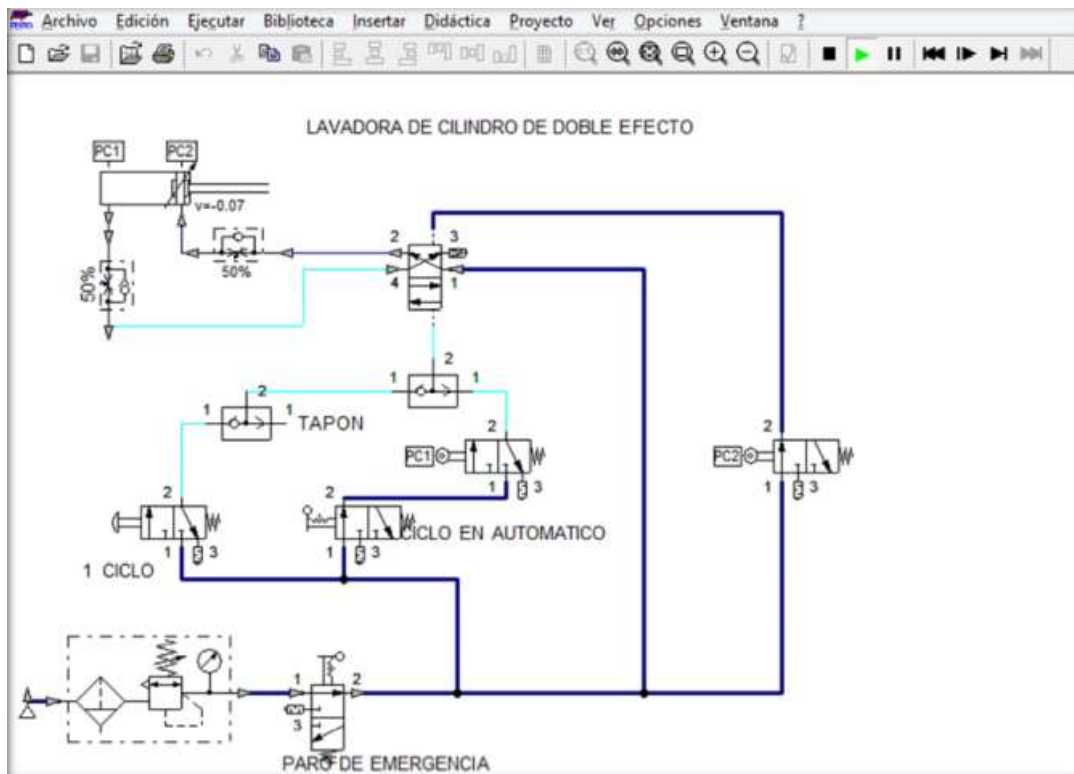 Archivo Edición Ejecutar Biblioteca Insertar Didáctica Proyecto Ver Opciones Ventana ?
LAVADORA DE CILINDRO DE DOBLE EFECTO
PC1 PC2
v=-0.07
50%
50%
2 3
4 1
2
1 1
2
1 1
TAPON
2
PC1
1 3
2
PC2
1 3
2
1 3
1 CICLO
2
1 3
CICLO EN AUTOMATICO
1 2
3
PARO DE EMERGENCIA